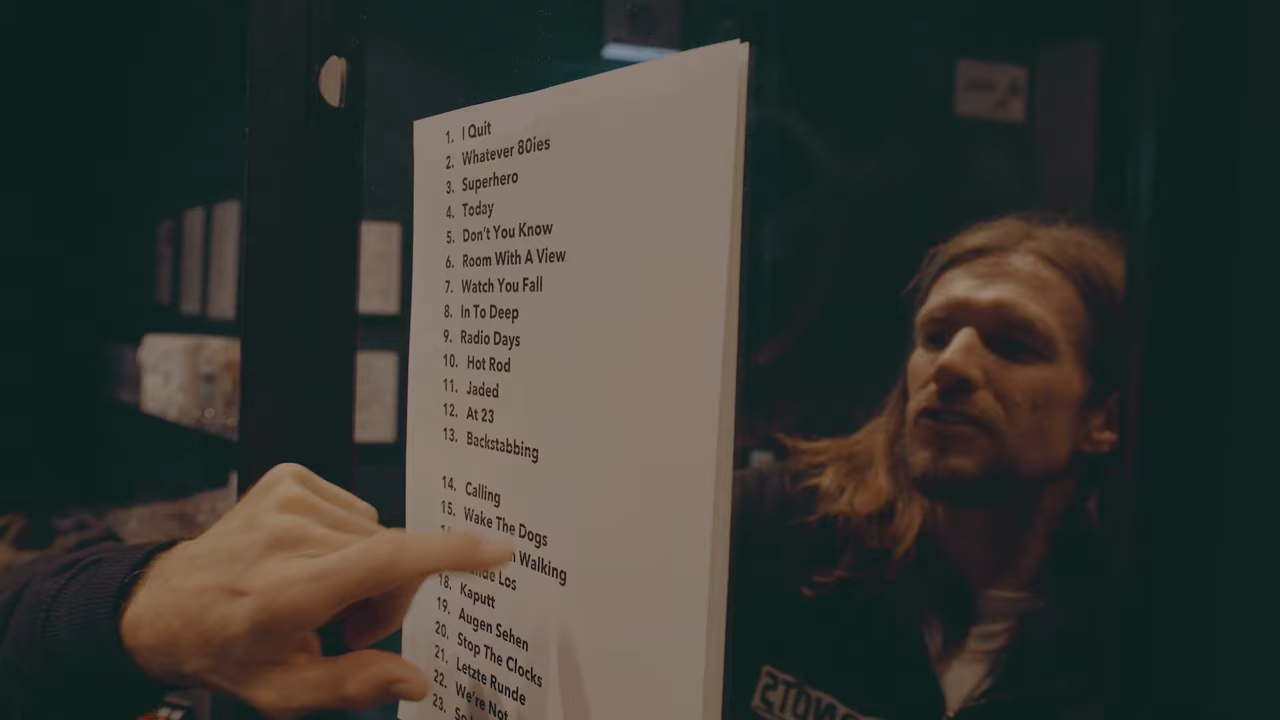 1. I Quit
2. Whatever 80ies
3. Superhero
4. Today
5. Don't You Know
6. Room With A View
7. Watch You Fall
8. In To Deep
9. Radio Days
10. Hot Rod
11. Jaded
12. At 23
13. Backstabbing
14. Calling
15. Wake The Dogs
Walking
Los
18. Kaputt
19. Augen Sehen
20. Stop The Clocks
21. Letzte Runde
22. We're Not
23.